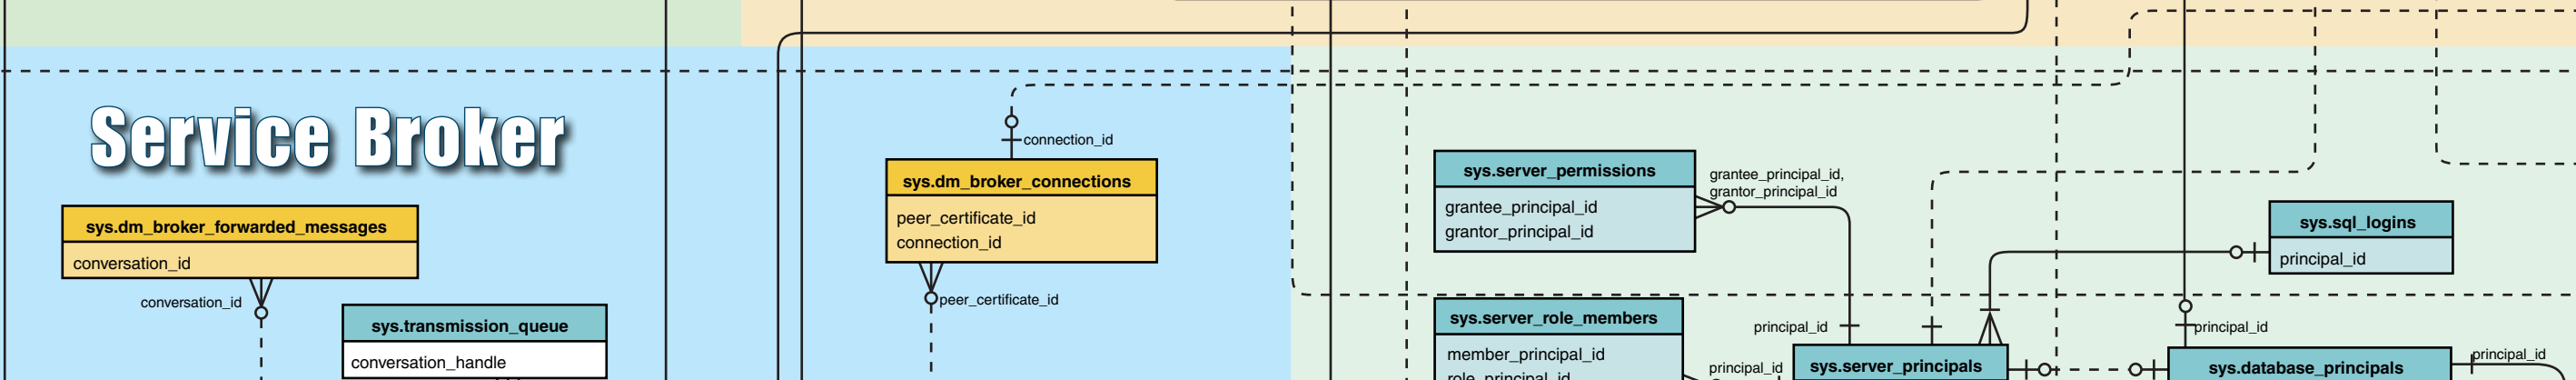 Service Broker
sys.dm_broker_forwarded_messages
conversation_id
conversation_id
sys.transmission_queue
conversation_handle
connection_id
sys.dm_broker_connections
peer_certificate_id
connection_id
peer_certificate_id
sys.server_permissions
grantee_principal_id
grantor_principal_id
grantee_principal_id,
grantor_principal_id
sys.server_role_members
member_principal_id
role_principal_id
principal_id
principal_id
sys.server_principals
sys.sql_logins
principal_id
principal_id
sys.database_principals
principal_id